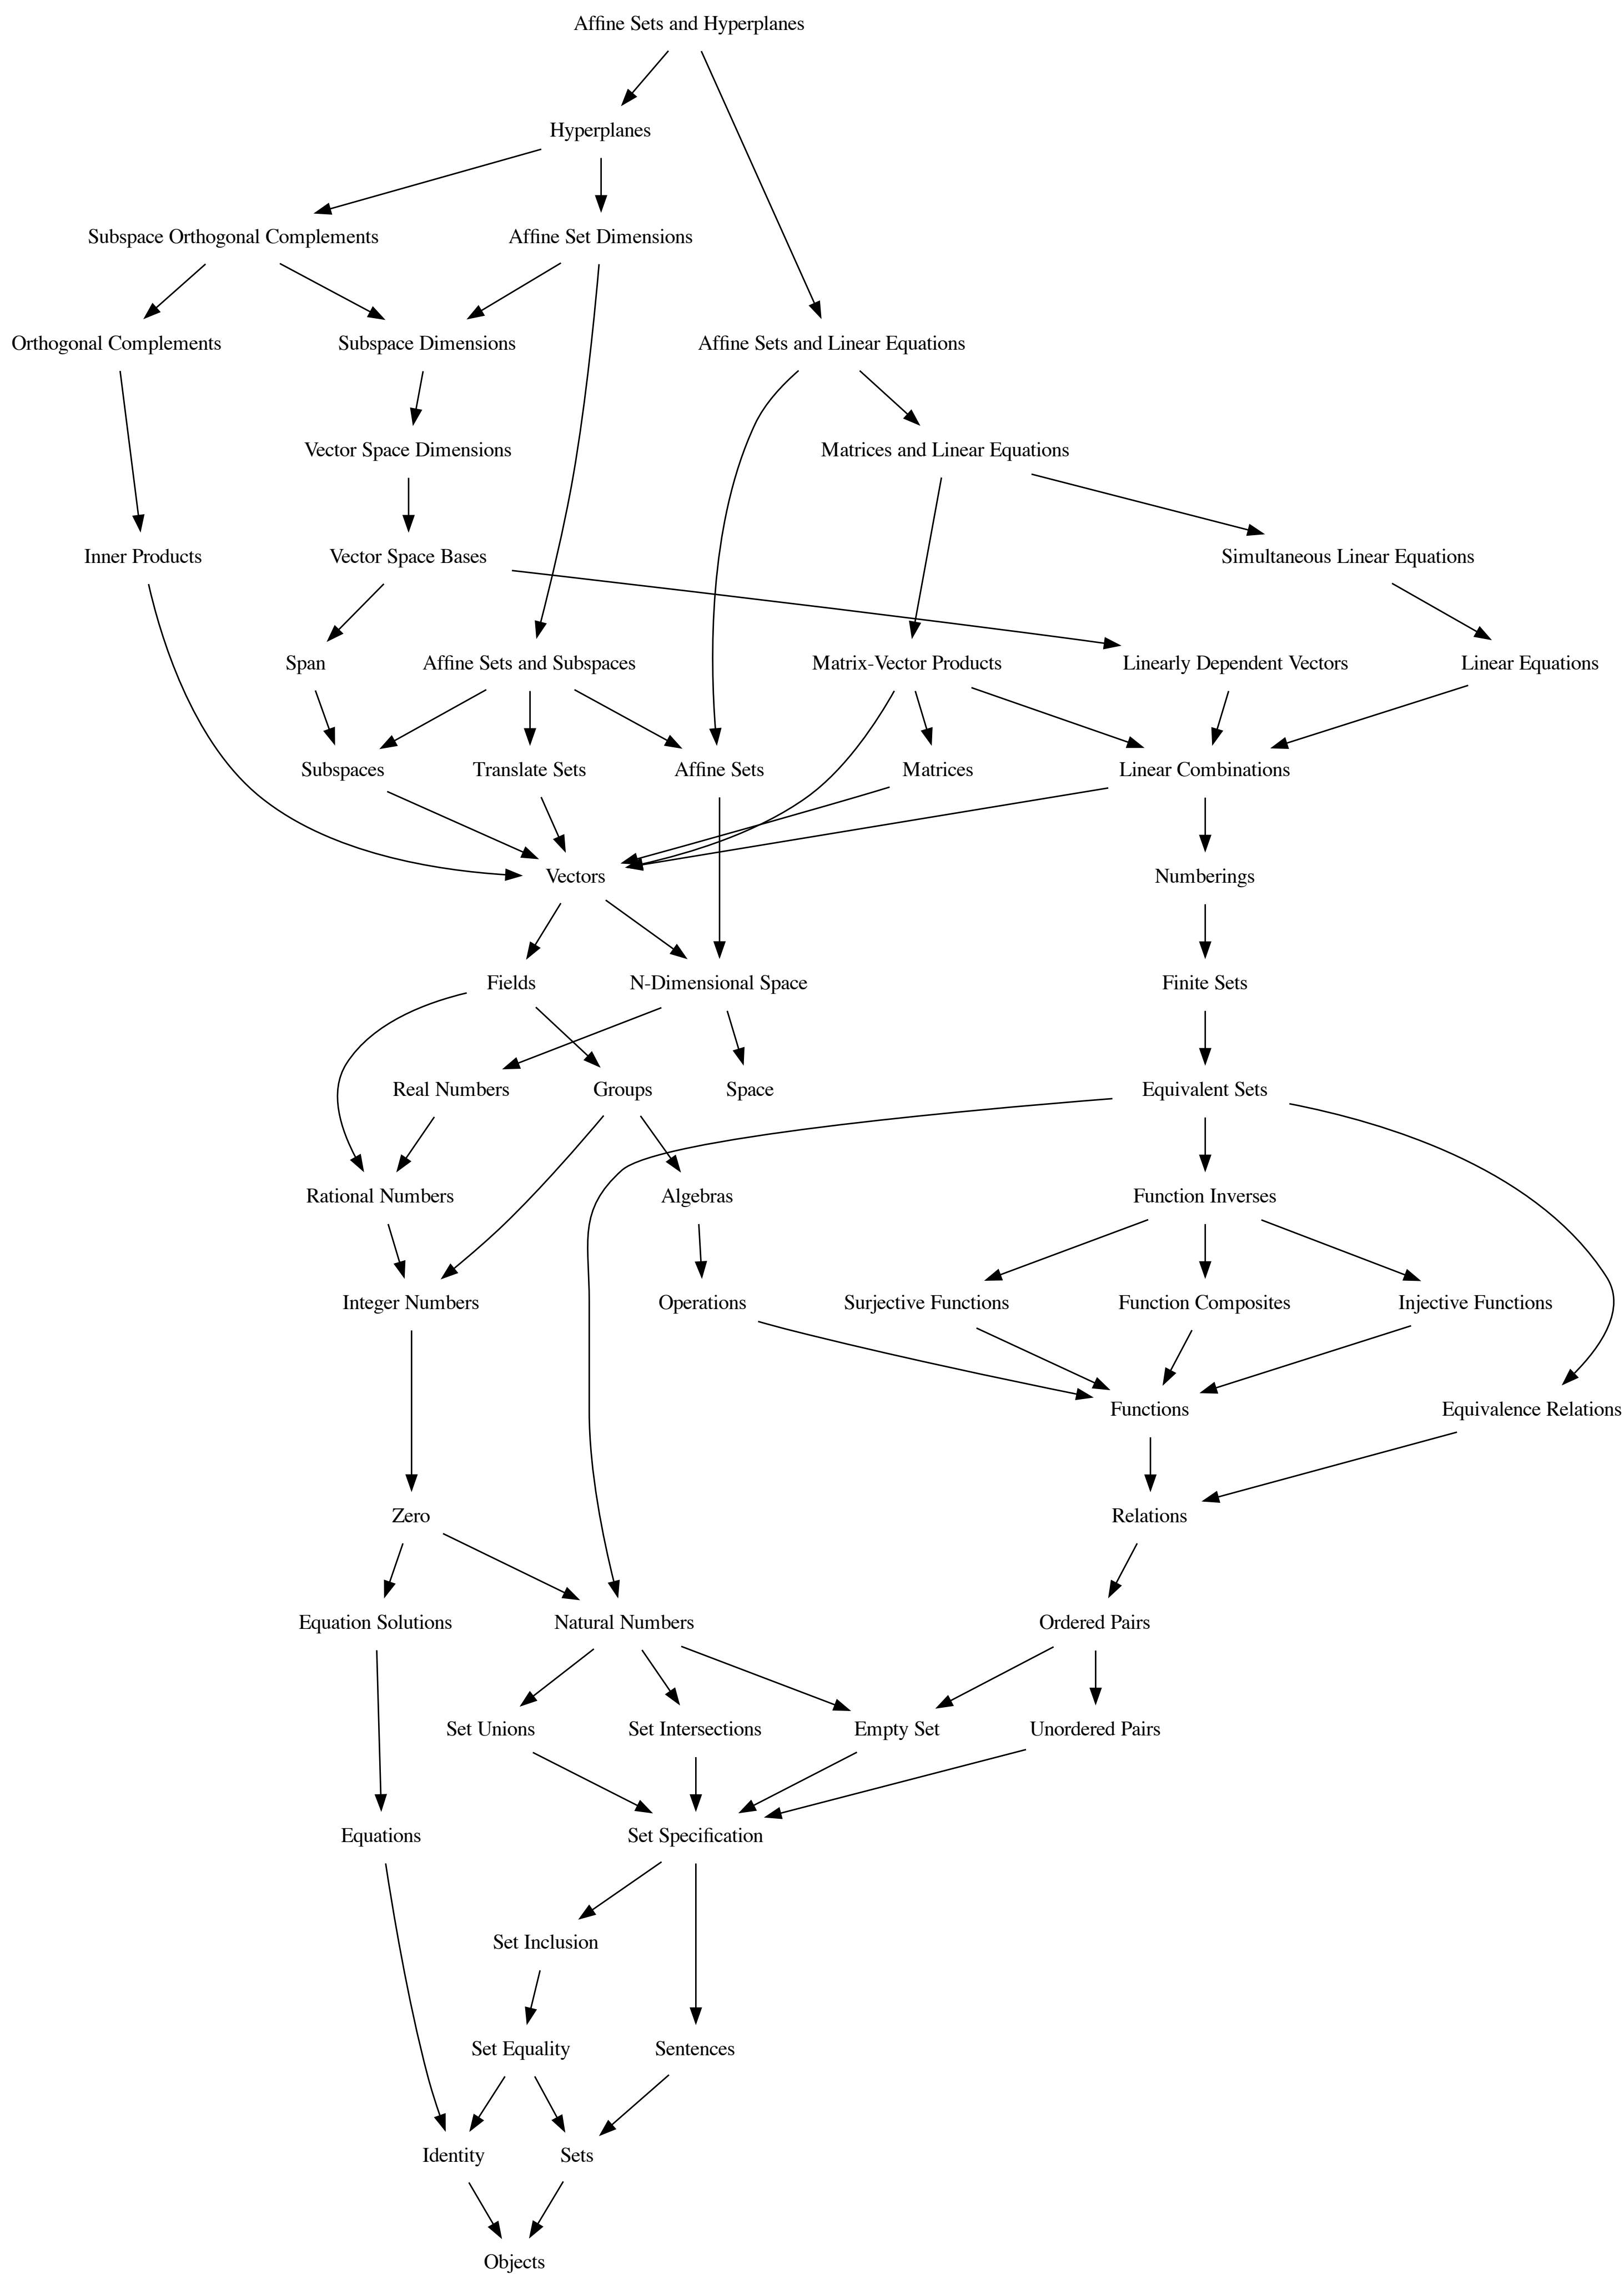 Affine Sets and Hyperplanes
Hyperplanes
Subspace Orthogonal Complements
Affine Set Dimensions
Orthogonal Complements
Subspace Dimensions
Affine Sets and Linear Equations
Vector Space Dimensions
Matrices and Linear Equations
Inner Products
Vector Space Bases
Simultaneous Linear Equations
Span
Affine Sets and Subspaces
Matrix-Vector Products
Linearly Dependent Vectors
Linear Equations
Subspaces
Translate Sets
Affine Sets
Matrices
Linear Combinations
Vectors
Numberings
Fields
N-Dimensional Space
Finite Sets
Real Numbers
Groups
Space
Equivalent Sets
Rational Numbers
Algebras
Function Inverses
Integer Numbers
Operations
Surjective Functions
Function Composites
Injective Functions
Functions
Equivalence Relations
Zero
Relations
Equation Solutions
Natural Numbers
Ordered Pairs
Set Unions
Set Intersections
Empty Set
Unordered Pairs
Equations
Set Specification
Set Inclusion
Set Equality
Sentences
Identity
Sets
Objects